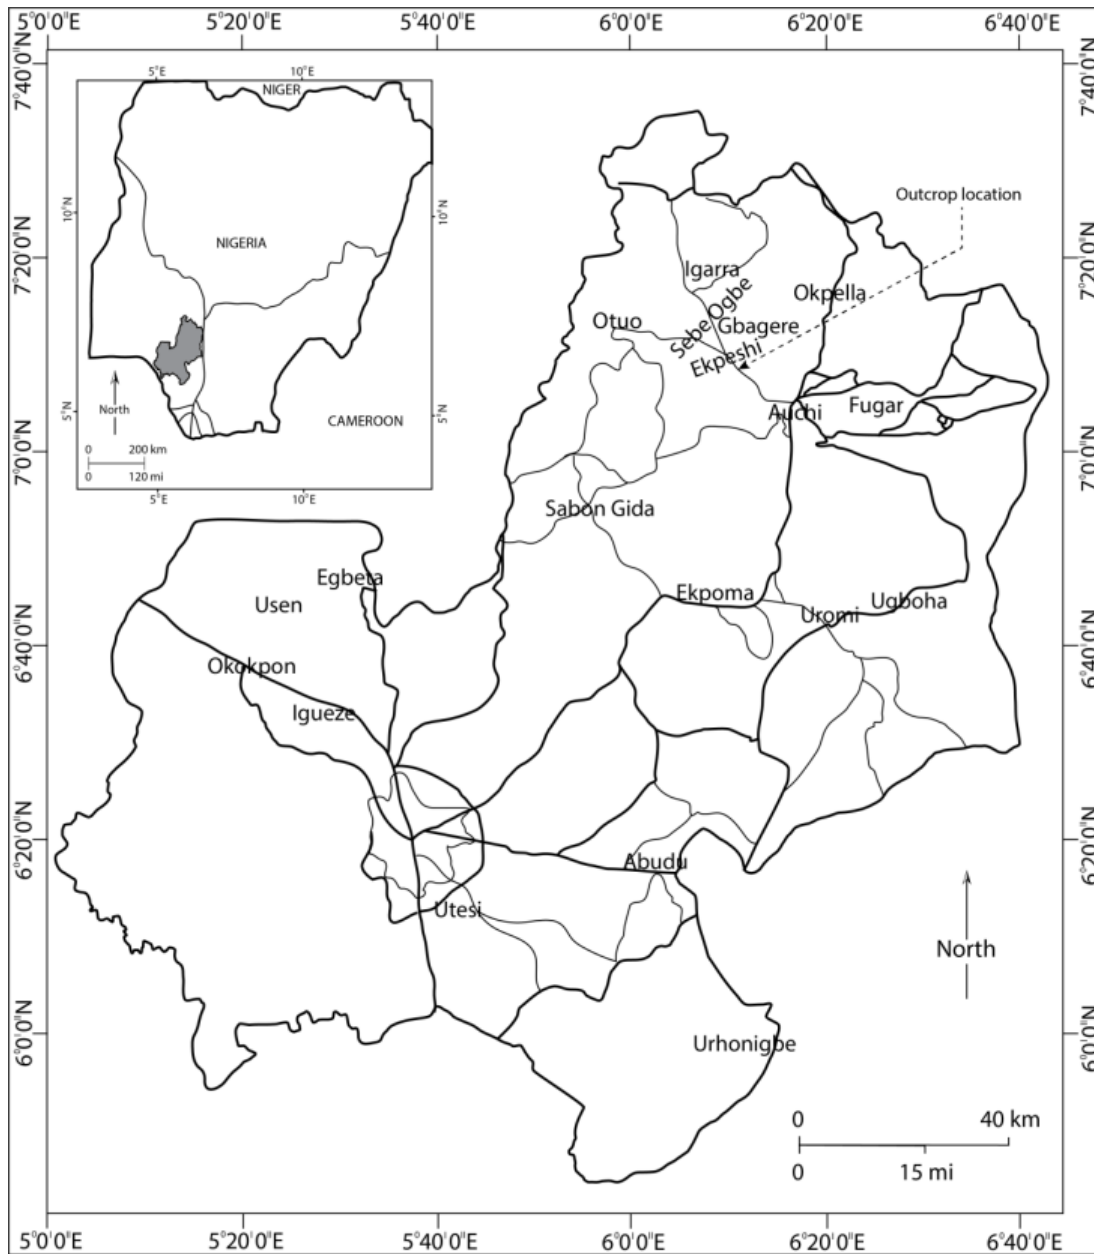 5°0'0"E 5°20'0"E 5°40'0"E 6°0'0"E 6°20'0"E 6°40'0"E
7°40'0"N
7°40'0"N
5°E 10°E
NIGER
10°N
10°N
NIGERIA
North
CAMEROON
5°N
5°N
0 200 km
0 120 mi
5°E 10°E
Outcrop location
7°20'0"N
7°20'0"N
Igarra
Okpella
Sebe Ogbe
Otuo
Gbagere
Ekpeshi
Auchi
Fugar
7°0'0"N
7°0'0"N
Sabon Gida
Egbeta
Usen
Ekpoma
Ugboha
Uromi
6°40'0"N
6°40'0"N
Okokpon
Igueze
6°20'0"N
6°20'0"N
Abudu
Utesi
North
6°0'0"N
6°0'0"N
Urhonigbe
0 40 km
0 15 mi
5°0'0"E 5°20'0"E 5°40'0"E 6°0'0"E 6°20'0"E 6°40'0"E